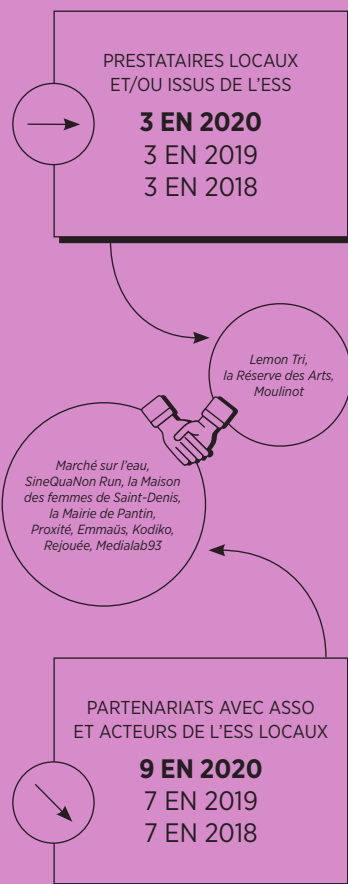 PRESTATAIRES LOCAUX
ET/OU ISSUS DE L'ESS
3 EN 2020
3 EN 2019
3 EN 2018
Lemon Tri,
la Réserve des Arts,
Moulinot
Marché sur l'eau,
SineQuaNon Run, la Maison
des femmes de Saint-Denis,
la Mairie de Pantin,
Proxité, Emmaüs, Kodiko,
Rejouée, Medialab93
PARTENARIATS AVEC ASSO
ET ACTEURS DE L'ESS LOCAUX
9 EN 2020
7 EN 2019
7 EN 2018